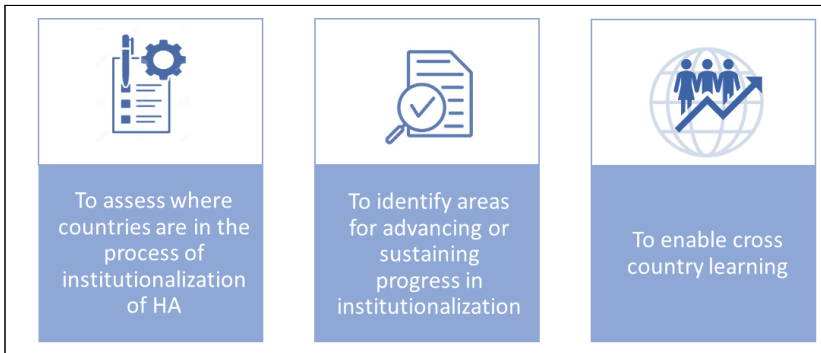 To assess where
countries are in the
process of
institutionalization
of HA
To identify areas
for advancing or
sustaining
progress in
institutionalization
To enable cross
country learning